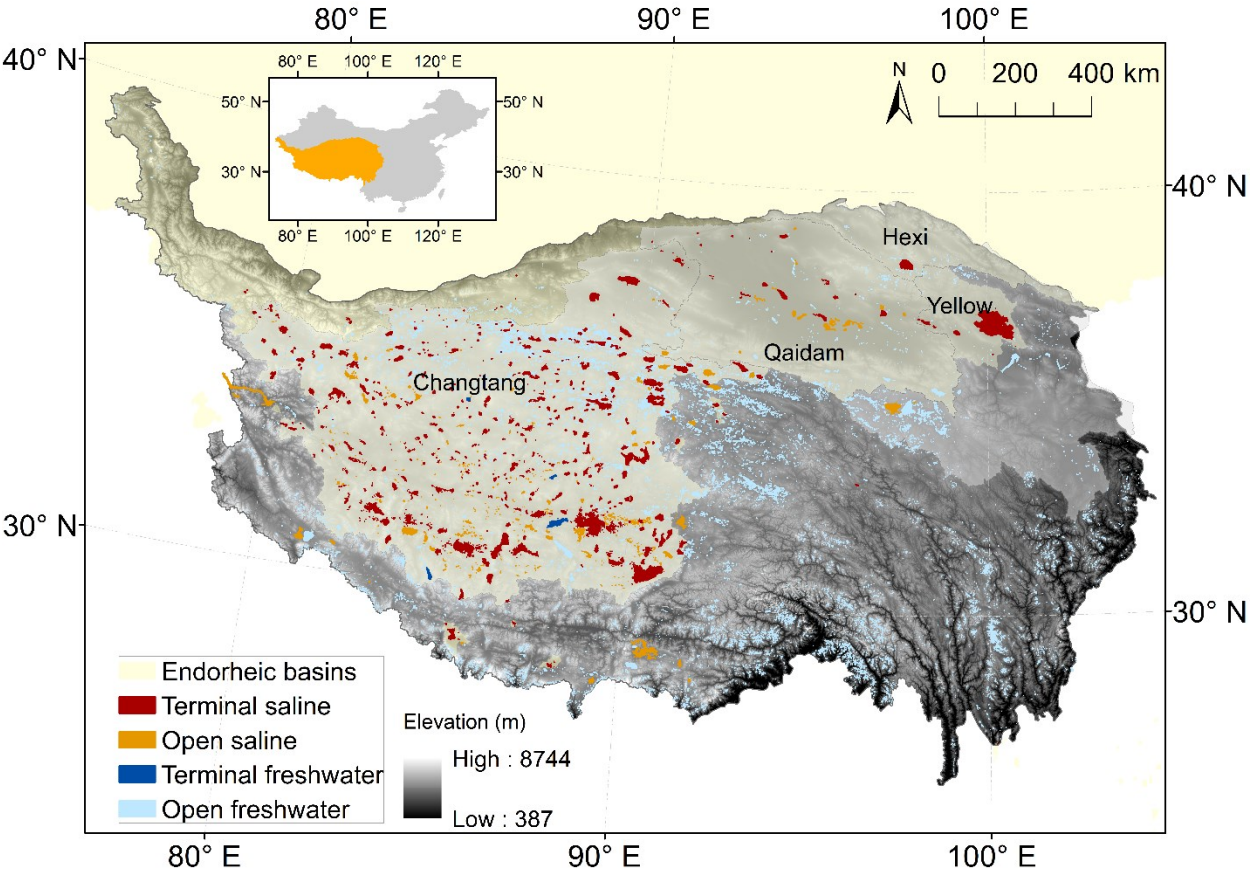 80° E 90° E 100° E
40° N
80° E 100° E 120° E
50° N 50° N
30° N 30° N
80° E 100° E 120° E
N
0 200 400 km
40° N
Hexi
Yellow
Qaidam
Changtang
30° N
30° N
Endorheic basins
Terminal saline
Open saline
Terminal freshwater
Open freshwater
Elevation (m)
High : 8744
Low : 387
80° E 90° E 100° E